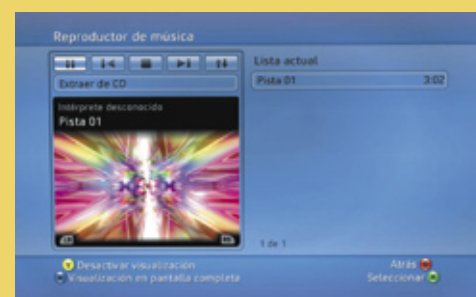 Reproductor de música
Lista actual
Extraer de CD
Pista 01 3:02
Intérprete desconocido
Pista 01
1 de 1
Desactivar visualización
Visualización en pantalla completa
Atrás
Seleccionar